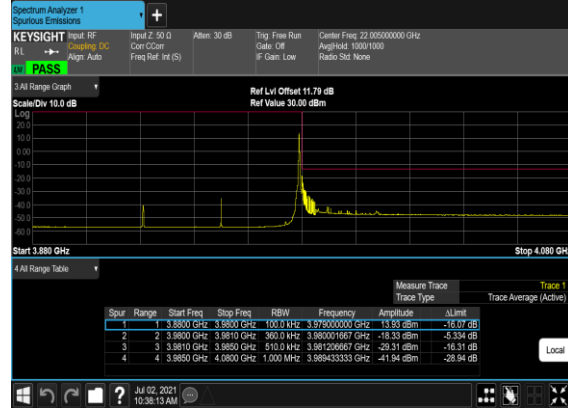 Spectrum Analyzer 1
Spurious Emissions
KEYSIGHT
RL
LXI
PASS
Input: RF
Coupling: DC
Align: Auto
Input Z: 50 Ω
Corr CCorr
Freq Ref: Int (S)
Atten: 30 dB
Trig: Free Run
Gate: Off
IF Gain: Low
Center Freq: 22.005000000 GHz
Avg|Hold: 1000/1000
Radio Std: None
3 All Range Graph
Scale/Div 10.0 dB
Ref Lvl Offset 11.79 dB
Ref Value 30.00 dBm
Log
20.0
10.0
0.00
-10.0
-20.0
-30.0
-40.0
-50.0
-60.0
Start 3.880 GHz
Stop 4.080 GHz
4 All Range Table
Measure Trace Trace 1
Trace Type Trace Average (Active)
Spur Range Start Freq Stop Freq RBW Frequency Amplitude ΔLimit
1 1 3.8800 GHz 3.9800 GHz 100.0 kHz 3.979000000 GHz 13.93 dBm -16.07 dB
2 2 3.9800 GHz 3.9810 GHz 360.0 kHz 3.980001667 GHz -18.33 dBm -5.334 dB
3 3 3.9810 GHz 3.9850 GHz 510.0 kHz 3.981206667 GHz -29.31 dBm -16.31 dB
4 4 3.9850 GHz 4.0800 GHz 1.000 MHz 3.989433333 GHz -41.94 dBm -28.94 dB
Local
?
Jul 02, 2021
10:38:13 AM